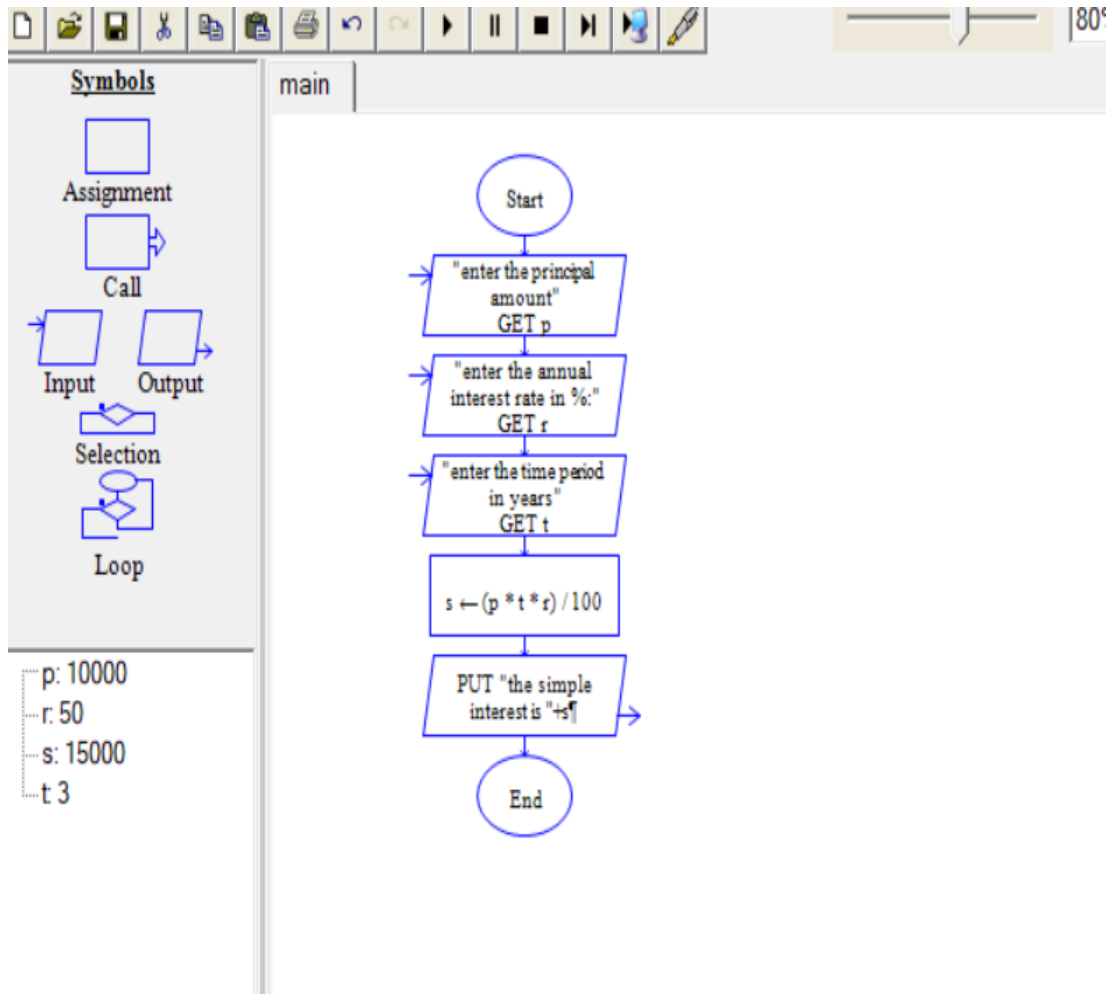 80%
Symbols
Assignment
Call
Input Output
Selection
Loop
p: 10000
r: 50
s: 15000
t: 3
main
Start
"enter the principal
amount"
GET p
"enter the annual
interest rate in %:"
GET r
"enter the time period
in years"
GET t
s ← (p * t * r) / 100
PUT "the simple
interest is "+s¶
End